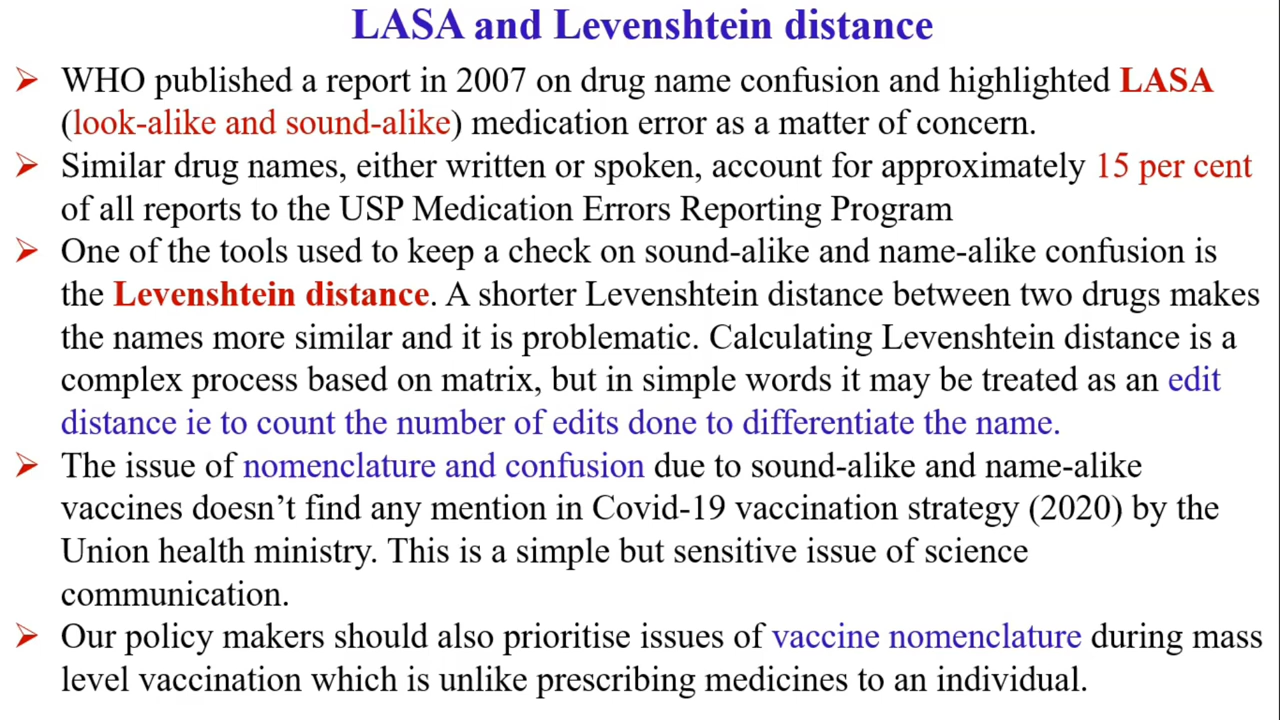 LASA and Levenshtein distance
➢ WHO published a report in 2007 on drug name confusion and highlighted LASA
(look-alike and sound-alike) medication error as a matter of concern.
➢ Similar drug names, either written or spoken, account for approximately 15 per cent
of all reports to the USP Medication Errors Reporting Program
➢ One of the tools used to keep a check on sound-alike and name-alike confusion is
the Levenshtein distance. A shorter Levenshtein distance between two drugs makes
the names more similar and it is problematic. Calculating Levenshtein distance is a
complex process based on matrix, but in simple words it may be treated as an edit
distance ie to count the number of edits done to differentiate the name.
➢ The issue of nomenclature and confusion due to sound-alike and name-alike
vaccines doesn’t find any mention in Covid-19 vaccination strategy (2020) by the
Union health ministry. This is a simple but sensitive issue of science
communication.
➢ Our policy makers should also prioritise issues of vaccine nomenclature during mass
level vaccination which is unlike prescribing medicines to an individual.